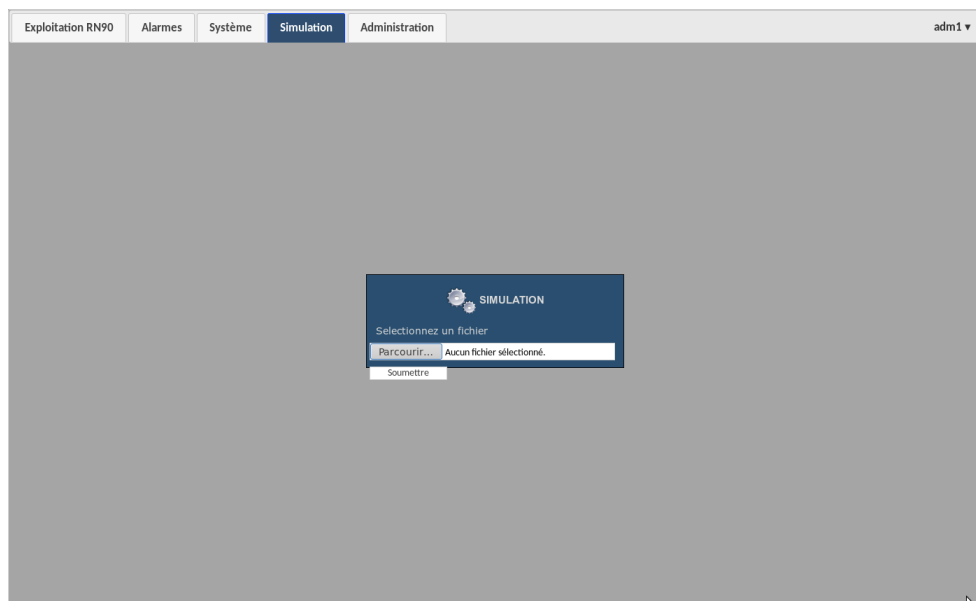 Exploitation RN90 Alarmes Système Simulation Administration adm1 ▾
SIMULATION
Selectionnez un fichier
Parcourir... Aucun fichier sélectionné.
Soumettre